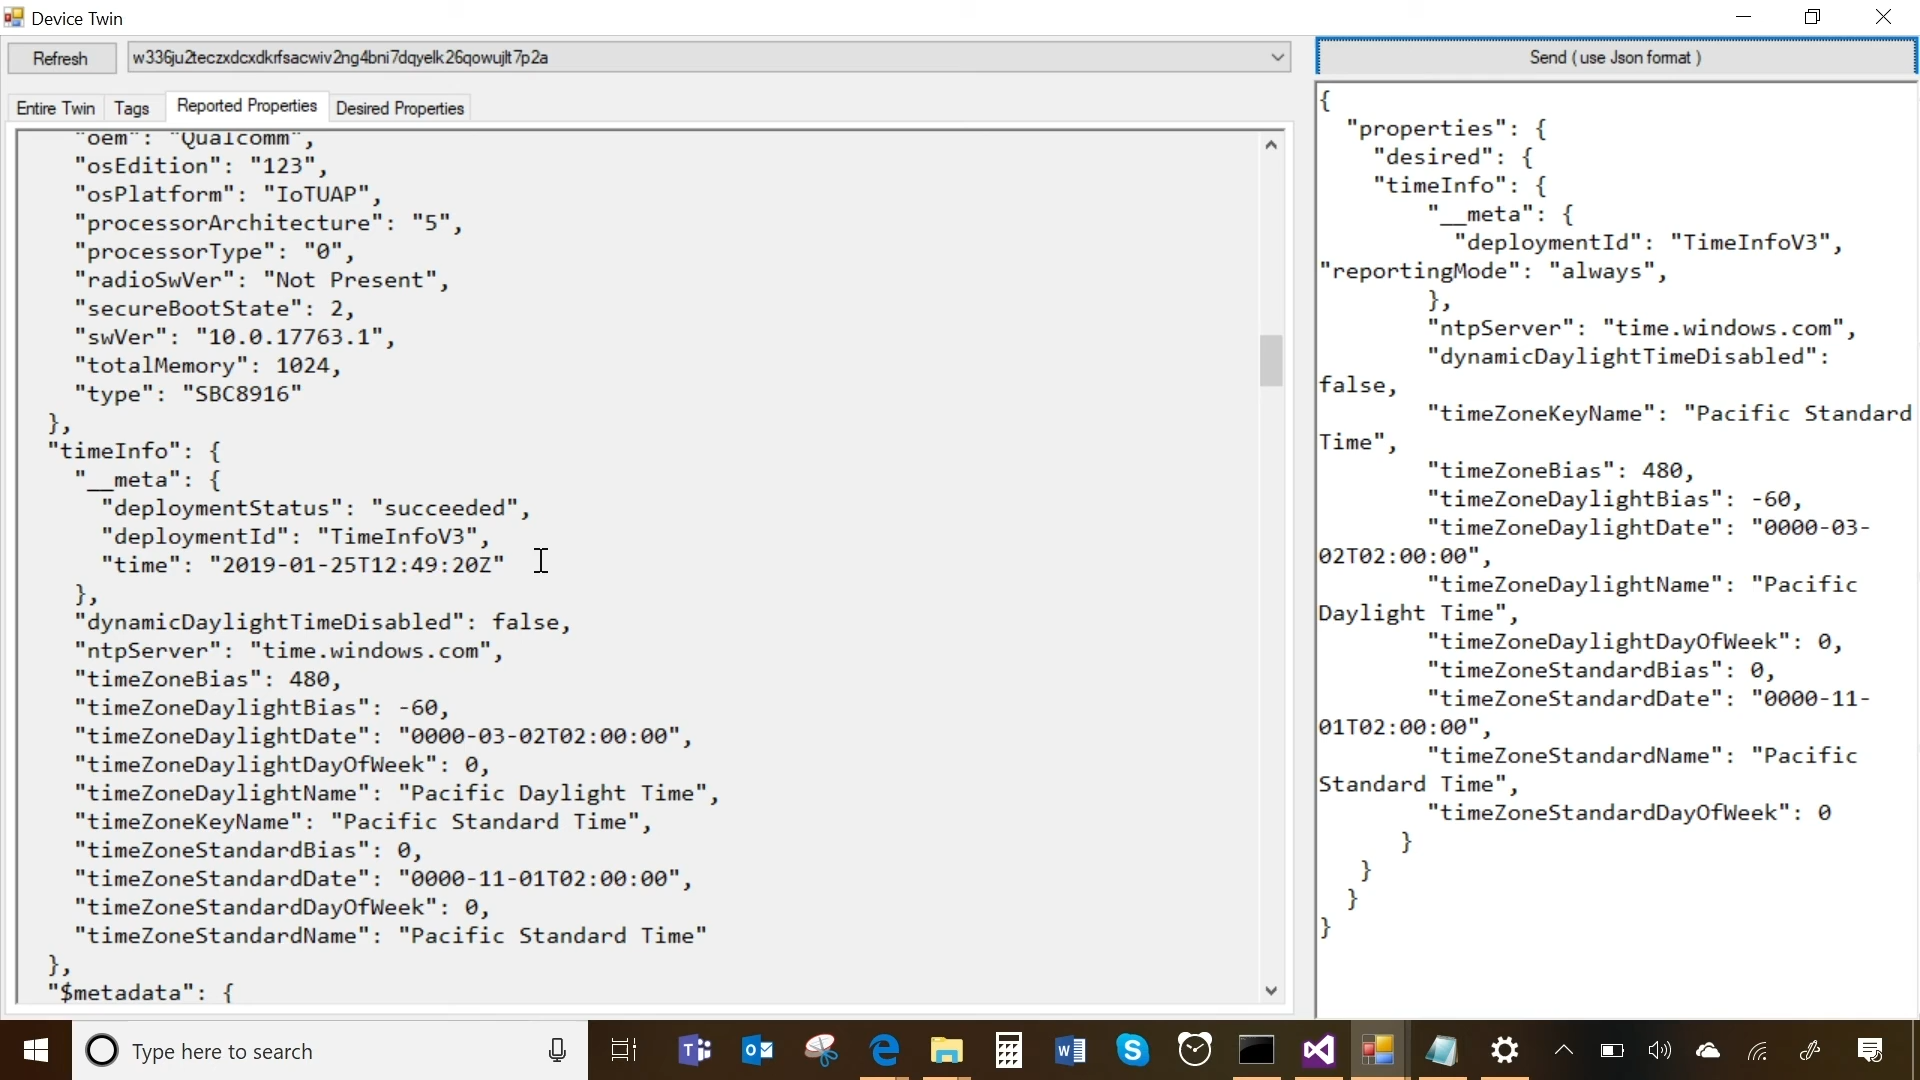 Device Twin
Refresh
w336ju2teczxdcxdkrfsacwiv2ng4bni7dqyelk26qowujlt7p2a
Entire Twin
Tags
Reported Properties
Desired Properties
"oem": "Qualcomm",
"osEdition": "123",
"osPlatform": "IoTUAP",
"processorArchitecture": "5",
"processorType": "0",
"radioSwVer": "Not Present",
"secureBootState": 2,
"swVer": "10.0.17763.1",
"totalMemory": 1024,
"type": "SBC8916"
},
"timeInfo": {
"__meta": {
"deploymentStatus": "succeeded",
"deploymentId": "TimeInfoV3",
"time": "2019-01-25T12:49:20Z"
},
"dynamicDaylightTimeDisabled": false,
"ntpServer": "time.windows.com",
"timeZoneBias": 480,
"timeZoneDaylightBias": -60,
"timeZoneDaylightDate": "0000-03-02T02:00:00",
"timeZoneDaylightDayOfWeek": 0,
"timeZoneDaylightName": "Pacific Daylight Time",
"timeZoneKeyName": "Pacific Standard Time",
"timeZoneStandardBias": 0,
"timeZoneStandardDate": "0000-11-01T02:00:00",
"timeZoneStandardDayOfWeek": 0,
"timeZoneStandardName": "Pacific Standard Time"
},
"$metadata": {
Send ( use Json format )
{
"properties": {
"desired": {
"timeInfo": {
"__meta": {
"deploymentId": "TimeInfoV3",
"reportingMode": "always",
},
"ntpServer": "time.windows.com",
"dynamicDaylightTimeDisabled":
false,
"timeZoneKeyName": "Pacific Standard
Time",
"timeZoneBias": 480,
"timeZoneDaylightBias": -60,
"timeZoneDaylightDate": "0000-03-
02T02:00:00",
"timeZoneDaylightName": "Pacific
Daylight Time",
"timeZoneDaylightDayOfWeek": 0,
"timeZoneStandardBias": 0,
"timeZoneStandardDate": "0000-11-
01T02:00:00",
"timeZoneStandardName": "Pacific
Standard Time",
"timeZoneStandardDayOfWeek": 0
}
}
}
}
Type here to search